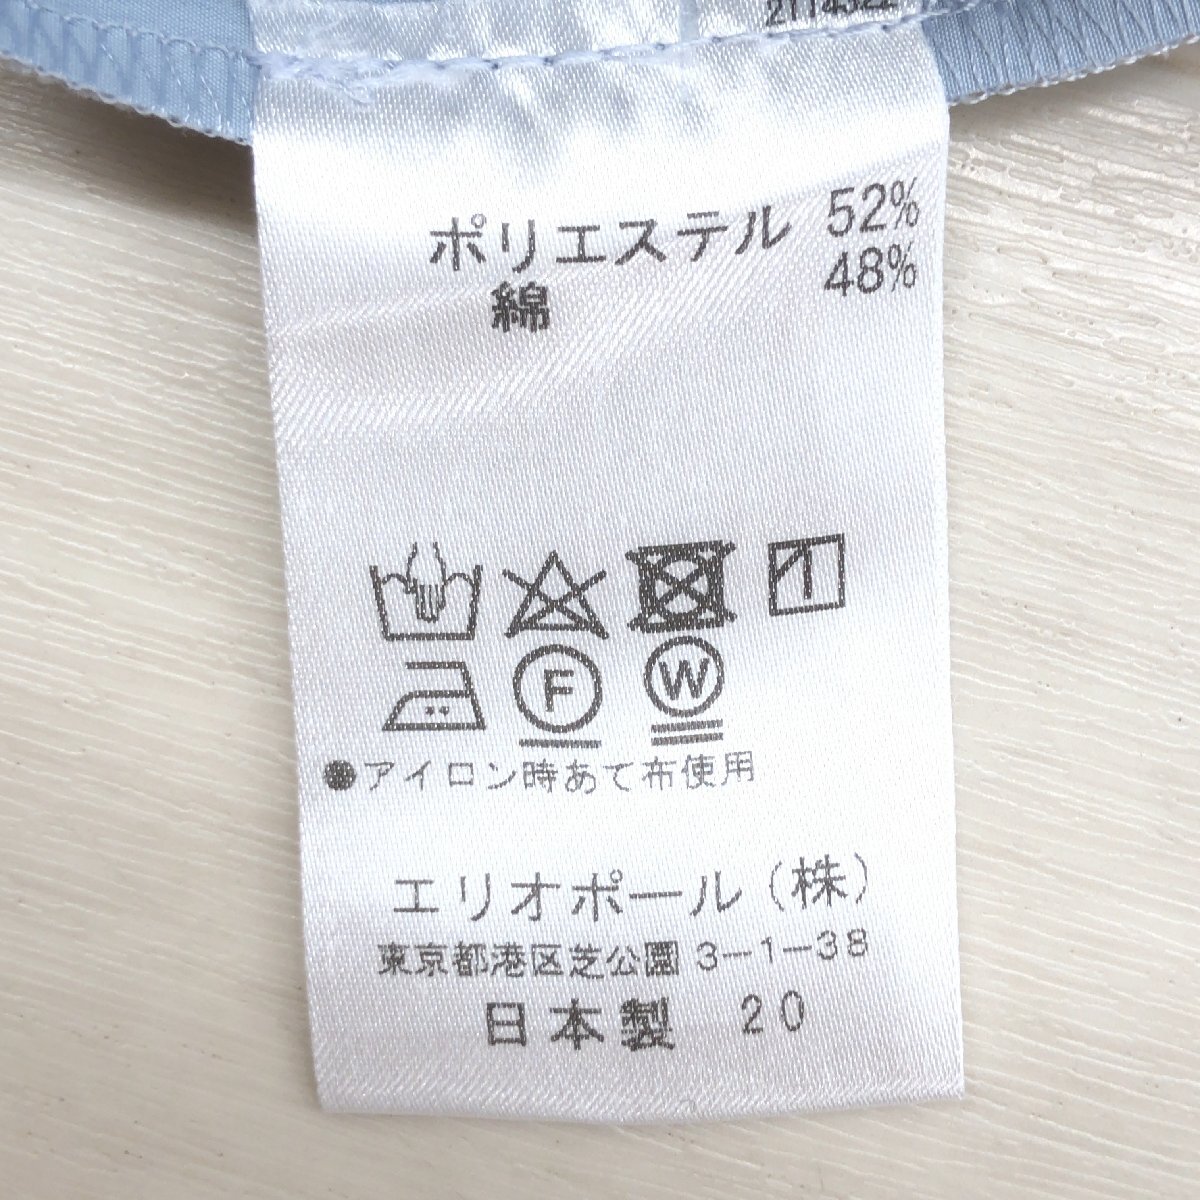 ポリエステル 52%
綿 48%
F W
●アイロン時あて布使用
エリオポール（株）
東京都港区芝公園 3-1-38
日本製 20